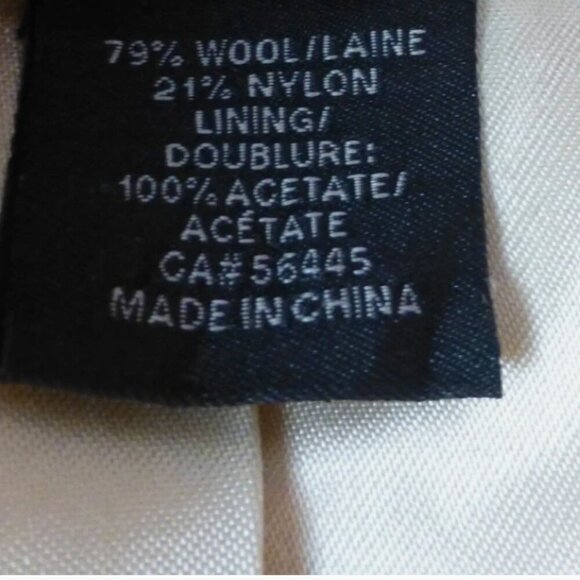 79% WOOL/LAINE
21% NYLON
LINING/
DOUBLURE:
100% ACETATE/
ACÉTATE
CA# 56445
MADE IN CHINA